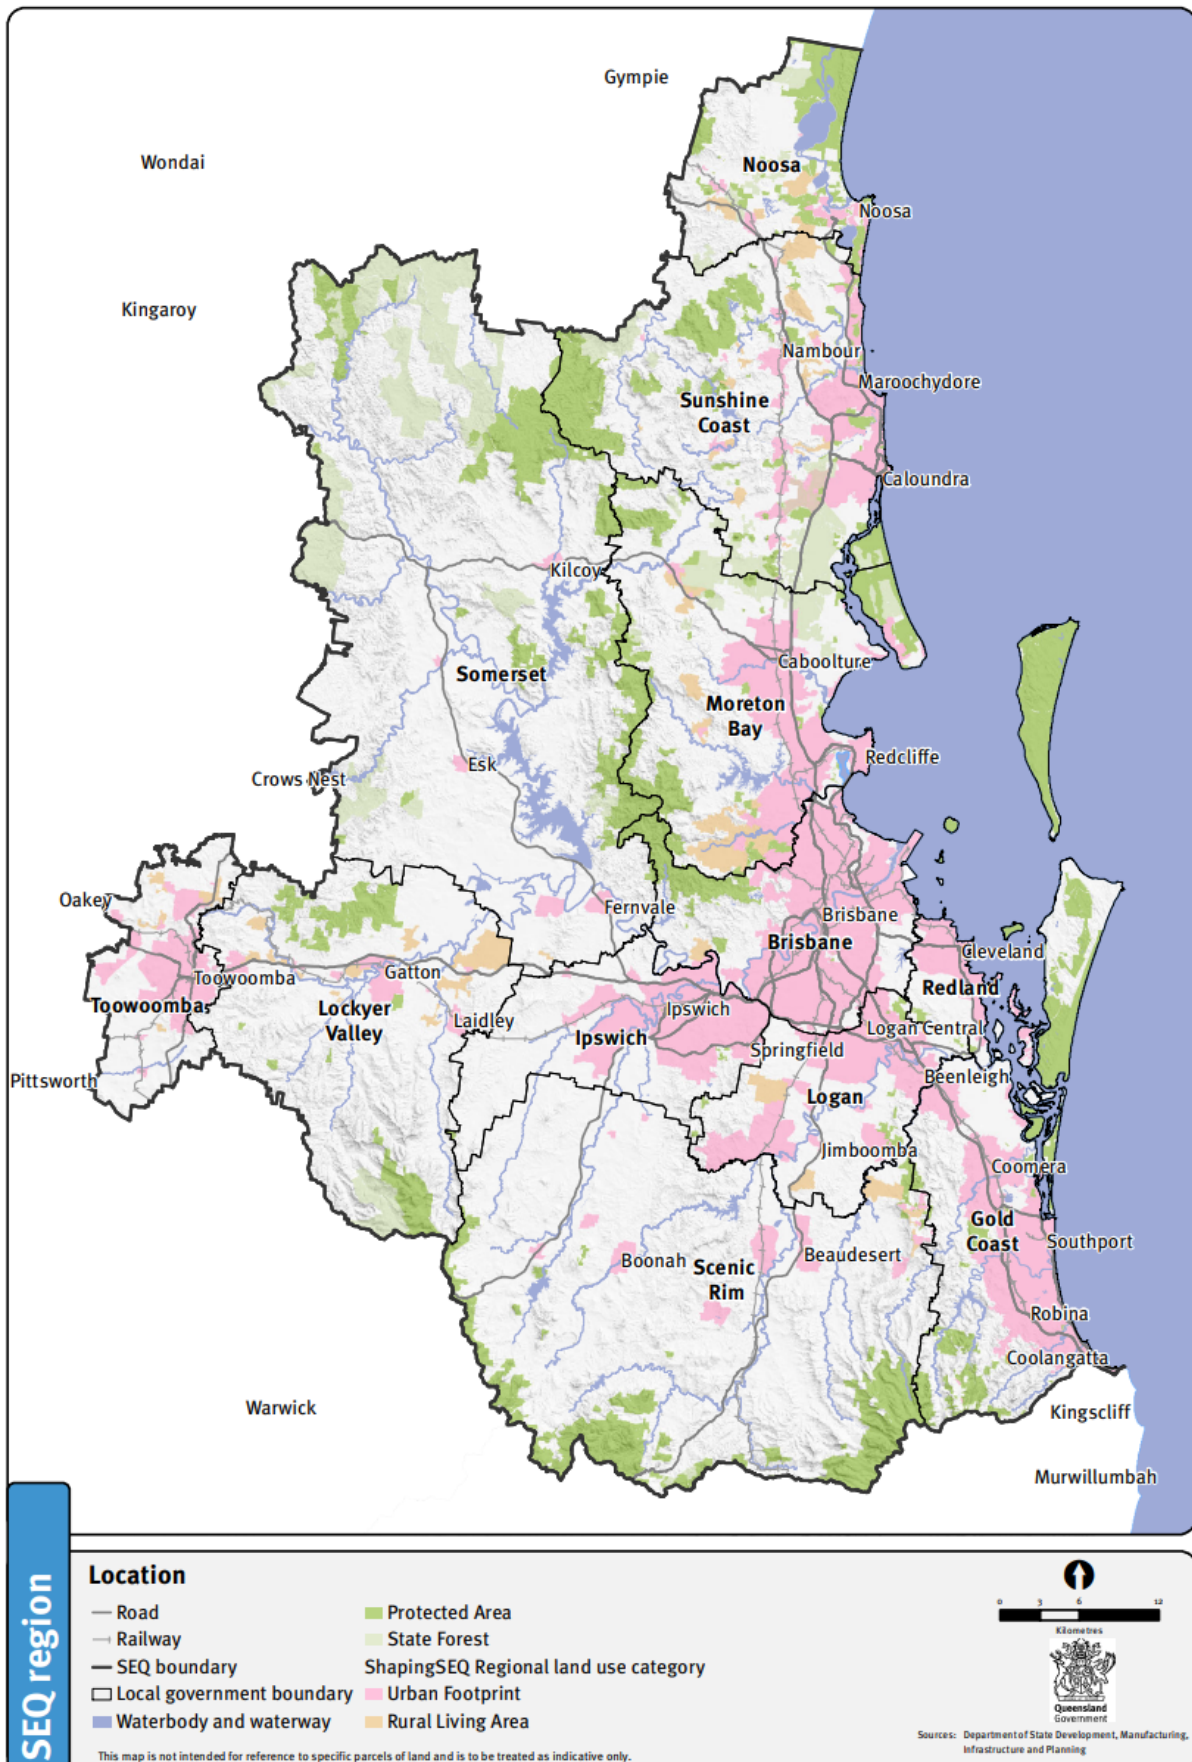 Gympie
Wondai
Noosa
Noosa
Kingaroy
Nambour
Maroochydore
Sunshine
Coast
Caloundra
Kilcoy
Caboolture
Somerset
Moreton
Bay
Redcliffe
Esk
Crows Nest
Oakey
Fernvale
Brisbane
Brisbane
Cleveland
Toowoomba
Gatton
Redland
Toowoomba
Lockyer
Valley
Laidley
Ipswich
Ipswich
Logan Central
Springfield
Pittsworth
Beenleigh
Logan
Jimboomba
Coomera
Gold
Coast
Southport
Boonah
Scenic
Rim
Beaudesert
Robina
Coolangatta
Warwick
Kingscliff
Murwillumbah
SEQ region
Location
Road
Railway
SEQ boundary
Local government boundary
Waterbody and waterway
Protected Area
State Forest
ShapingSEQ Regional land use category
Urban Footprint
Rural Living Area
0 3 6 12
Kilometres
Queensland
Government
Sources: Department of State Development, Manufacturing,
Infrastructure and Planning
This map is not intended for reference to specific parcels of land and is to be treated as indicative only.